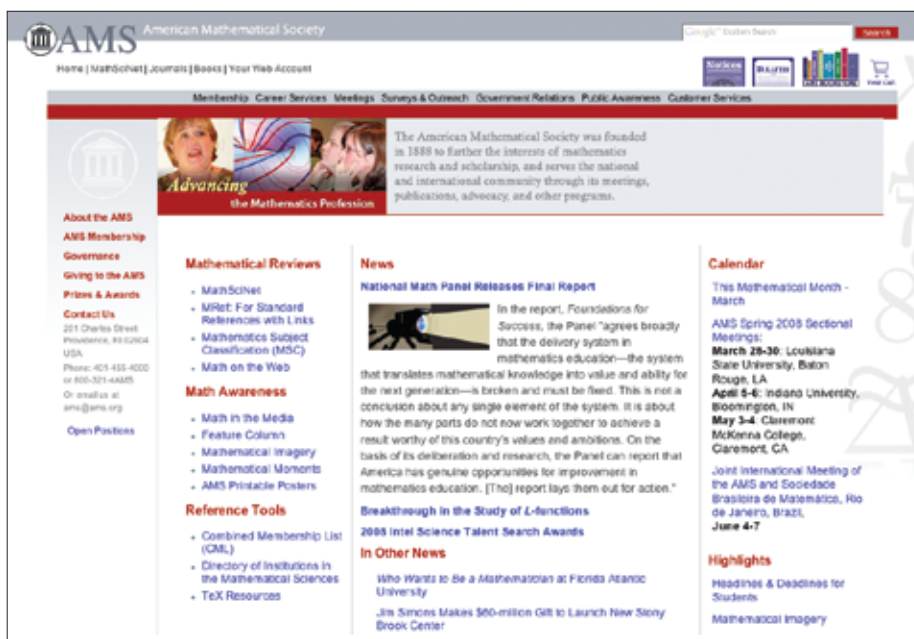 AMS American Mathematical Society
Google Custom Search Search
Home | MathSciNet | Journals | Books | Your Web Account
Notices
BULLETIN
AMS BOOKSTORE
Membership Career Services Meetings Surveys & Outreach Government Relations Public Awareness Customer Services
Advancing
the Mathematics Profession
The American Mathematical Society was founded
in 1888 to further the interests of mathematics
research and scholarship, and serves the national
and international community through its meetings,
publications, advocacy, and other programs.
About the AMS
AMS Membership
Governance
Giving to the AMS
Prizes & Awards
Contact Us
201 Charles Street
Providence, RI 02904
USA
Phone: 401-455-4000
or 800-321-4AMS
Or email us at
ams@ams.org
Open Positions
Mathematical Reviews
MathSciNet
MRef: For Standard
References with Links
Mathematics Subject
Classification (MSC)
Math on the Web
Math Awareness
Math in the Media
Feature Column
Mathematical Imagery
Mathematical Moments
AMS Printable Posters
Reference Tools
Combined Membership List
(CML)
Directory of Institutions in
the Mathematical Sciences
TeX Resources
News
National Math Panel Releases Final Report
In the report, Foundations for
Success, the Panel "agrees broadly
that the delivery system in
mathematics education—the system
that translates mathematical knowledge into value and ability for
the next generation—is broken and must be fixed. This is not a
conclusion about any single element of the system. It is about
how the many parts do not now work together to achieve a
result worthy of this country's values and ambitions. On the
basis of its deliberation and research, the Panel can report that
America has genuine opportunities for improvement in
mathematics education. [The] report lays them out for action."
Breakthrough in the Study of L-functions
2008 Intel Science Talent Search Awards
In Other News
Who Wants to Be a Mathematician at Florida Atlantic
University
Jim Simons Makes $60-million Gift to Launch New Stony
Brook Center
Calendar
This Mathematical Month -
March
AMS Spring 2008 Sectional
Meetings:
March 28-30: Louisiana
State University, Baton
Rouge, LA
April 5-6: Indiana University,
Bloomington, IN
May 3-4: Claremont
McKenna College,
Claremont, CA
Joint International Meeting of
the AMS and Sociedade
Brasileira de Matemática, Rio
de Janeiro, Brazil,
June 4-7
Highlights
Headlines & Deadlines for
Students
Mathematical Imagery